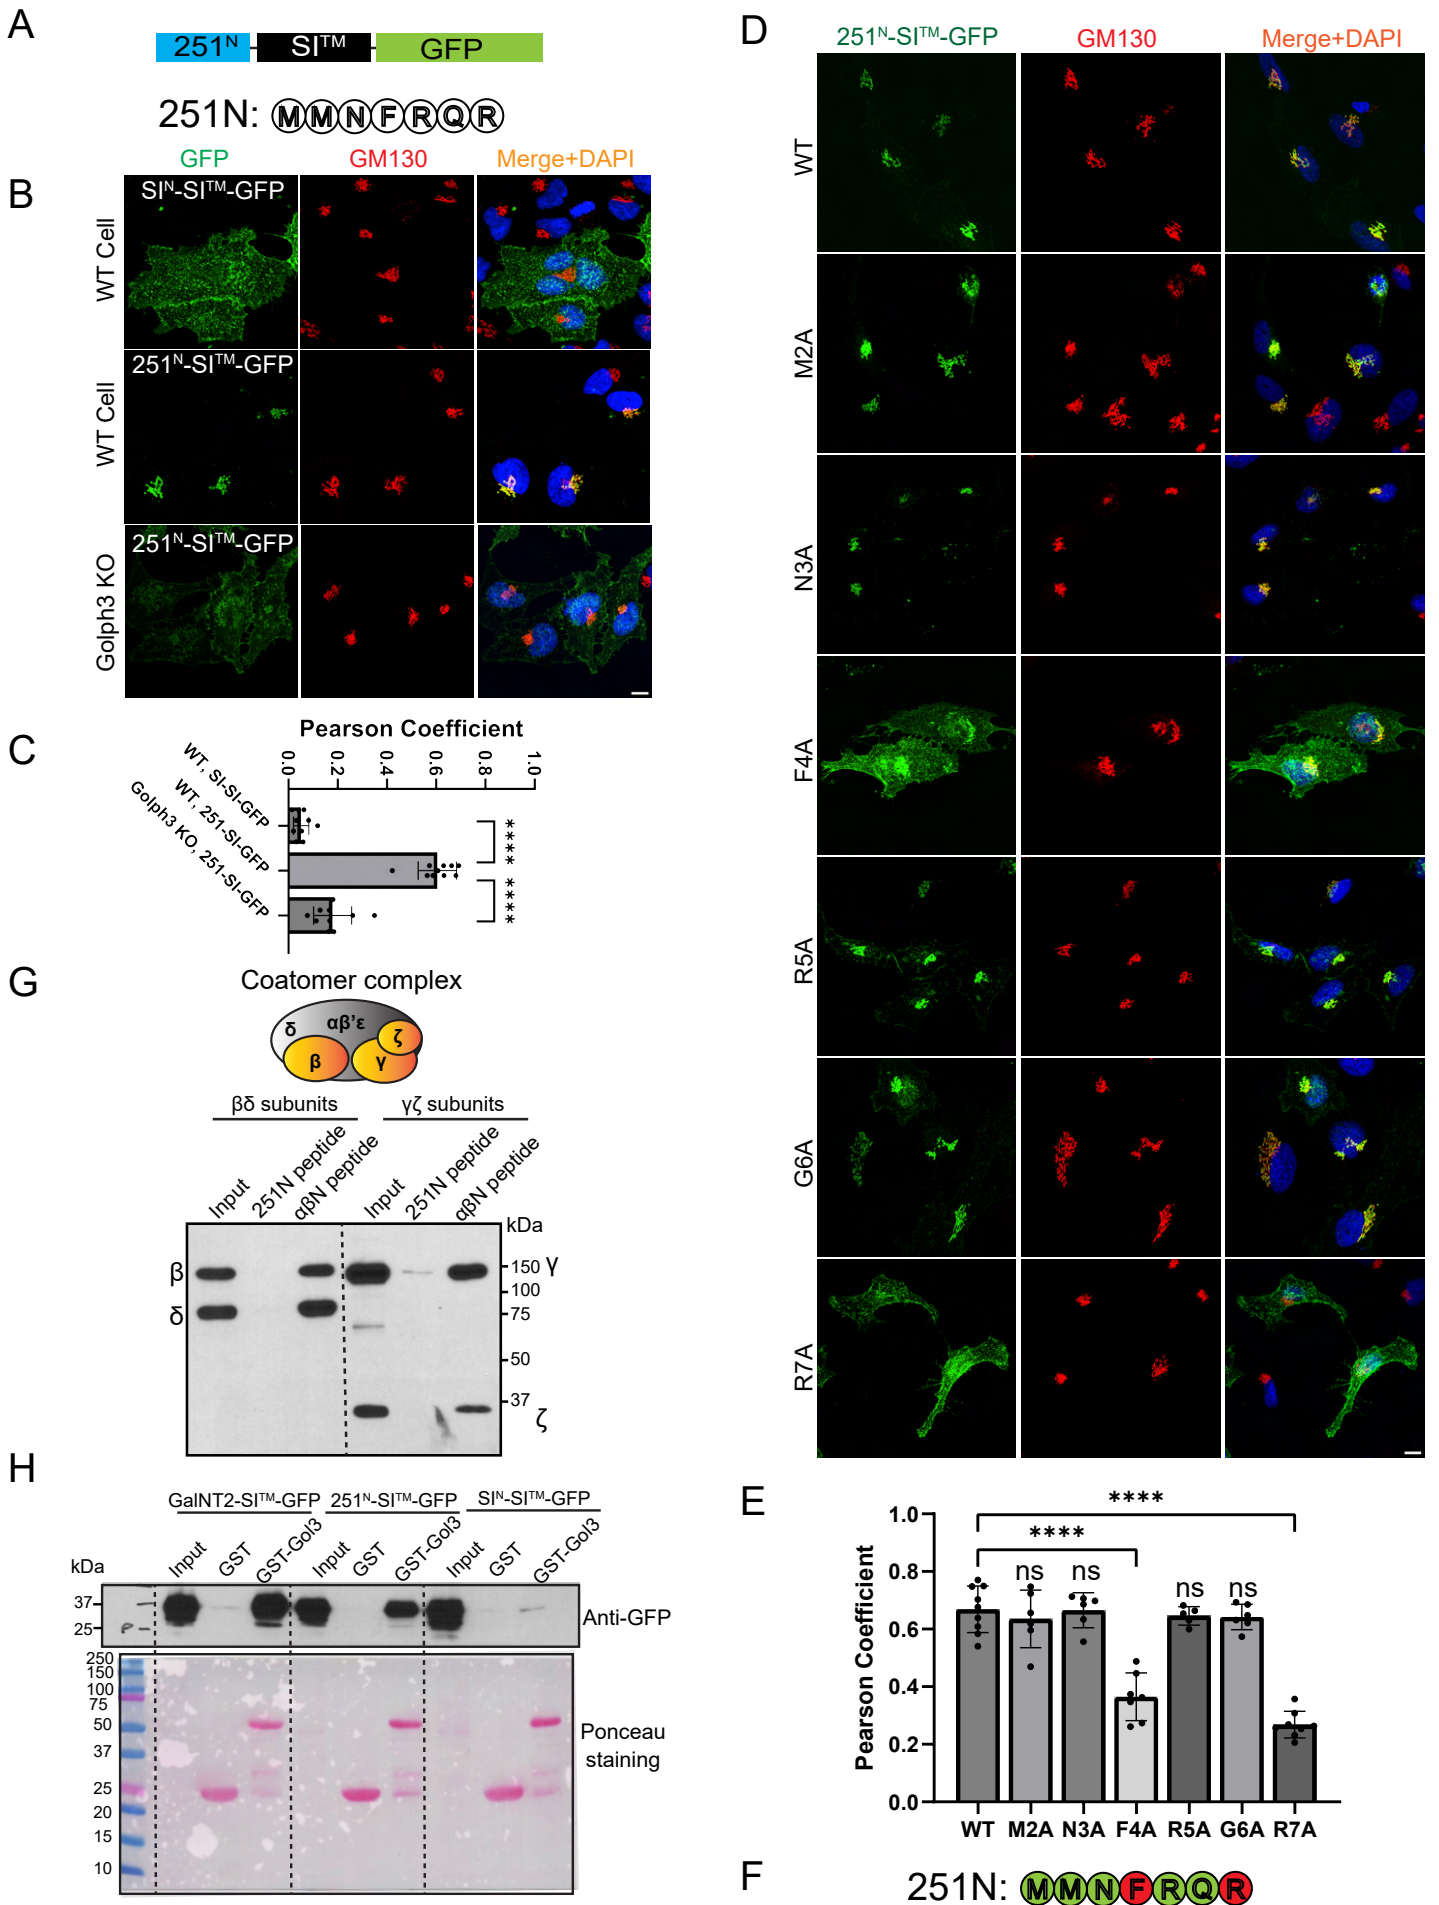 A
251ᴺ SIᵀᴹ GFP
251N: MMNFRQR
B
GFP GM130 Merge+DAPI
WT Cell
SIᴺ-SIᵀᴹ-GFP
WT Cell
251ᴺ-SIᵀᴹ-GFP
Golph3 KO
251ᴺ-SIᵀᴹ-GFP
C
Pearson Coefficient
0.0 0.2 0.4 0.6 0.8 1.0
WT, SI-SI-GFP
WT, 251-SI-GFP
Golph3 KO, 251-SI-GFP
****
****
G
Coatomer complex
δ αβ'ε ζ
β γ
βδ subunits γζ subunits
Input 251N peptide αβN peptide Input 251N peptide αβN peptide
kDa
β 150 γ
100
δ 75
50
37
ζ
H
GalNT2-SIᵀᴹ-GFP 251ᴺ-SIᵀᴹ-GFP SIᴺ-SIᵀᴹ-GFP
Input GST GST-Gol3 Input GST GST-Gol3 Input GST GST-Gol3
kDa
37
25
Anti-GFP
250
150
100
75
50
37
25
20
15
10
Ponceau
staining
D
251ᴺ-SIᵀᴹ-GFP GM130 Merge+DAPI
WT
M2A
N3A
F4A
R5A
G6A
R7A
E
Pearson Coefficient
1.0
0.8
0.6
0.4
0.2
0.0
****
****
ns ns ns ns
WT M2A N3A F4A R5A G6A R7A
F
251N: MMNFRQR